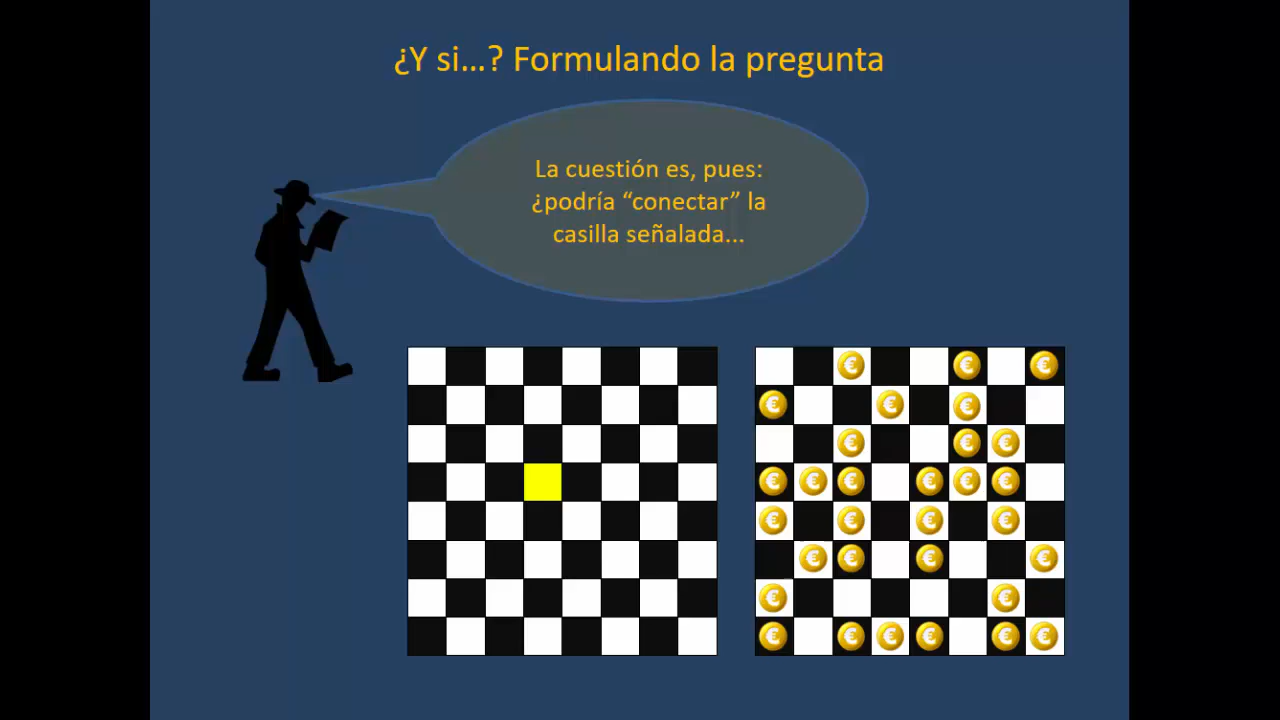 ¿Y si...? Formulando la pregunta
La cuestión es, pues:
¿podría “conectar” la
casilla señalada...